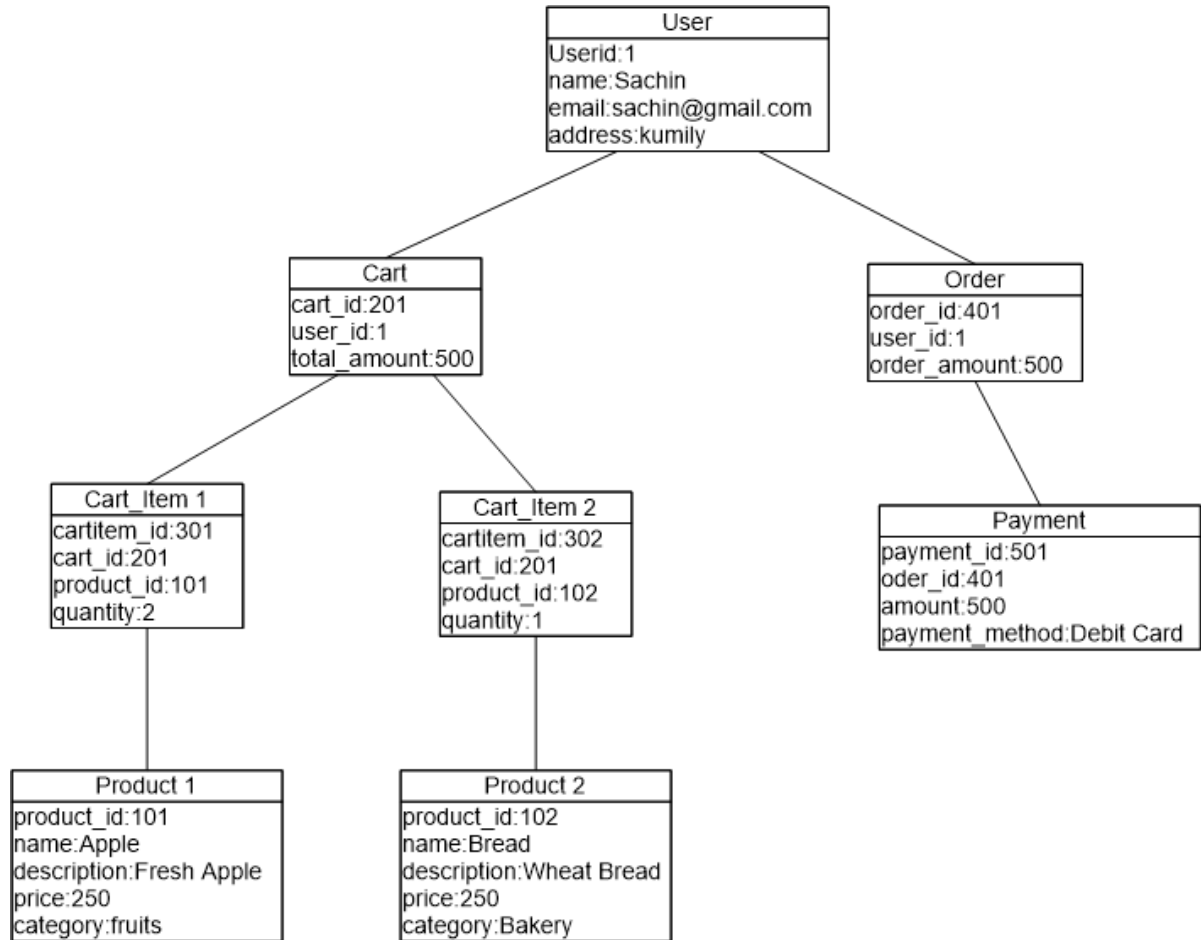 User
Userid:1
name:Sachin
email:sachin@gmail.com
address:kumily
Cart
cart_id:201
user_id:1
total_amount:500
Order
order_id:401
user_id:1
order_amount:500
Cart_Item 1
cartitem_id:301
cart_id:201
product_id:101
quantity:2
Cart_Item 2
cartitem_id:302
cart_id:201
product_id:102
quantity:1
Payment
payment_id:501
oder_id:401
amount:500
payment_method:Debit Card
Product 1
product_id:101
name:Apple
description:Fresh Apple
price:250
category:fruits
Product 2
product_id:102
name:Bread
description:Wheat Bread
price:250
category:Bakery